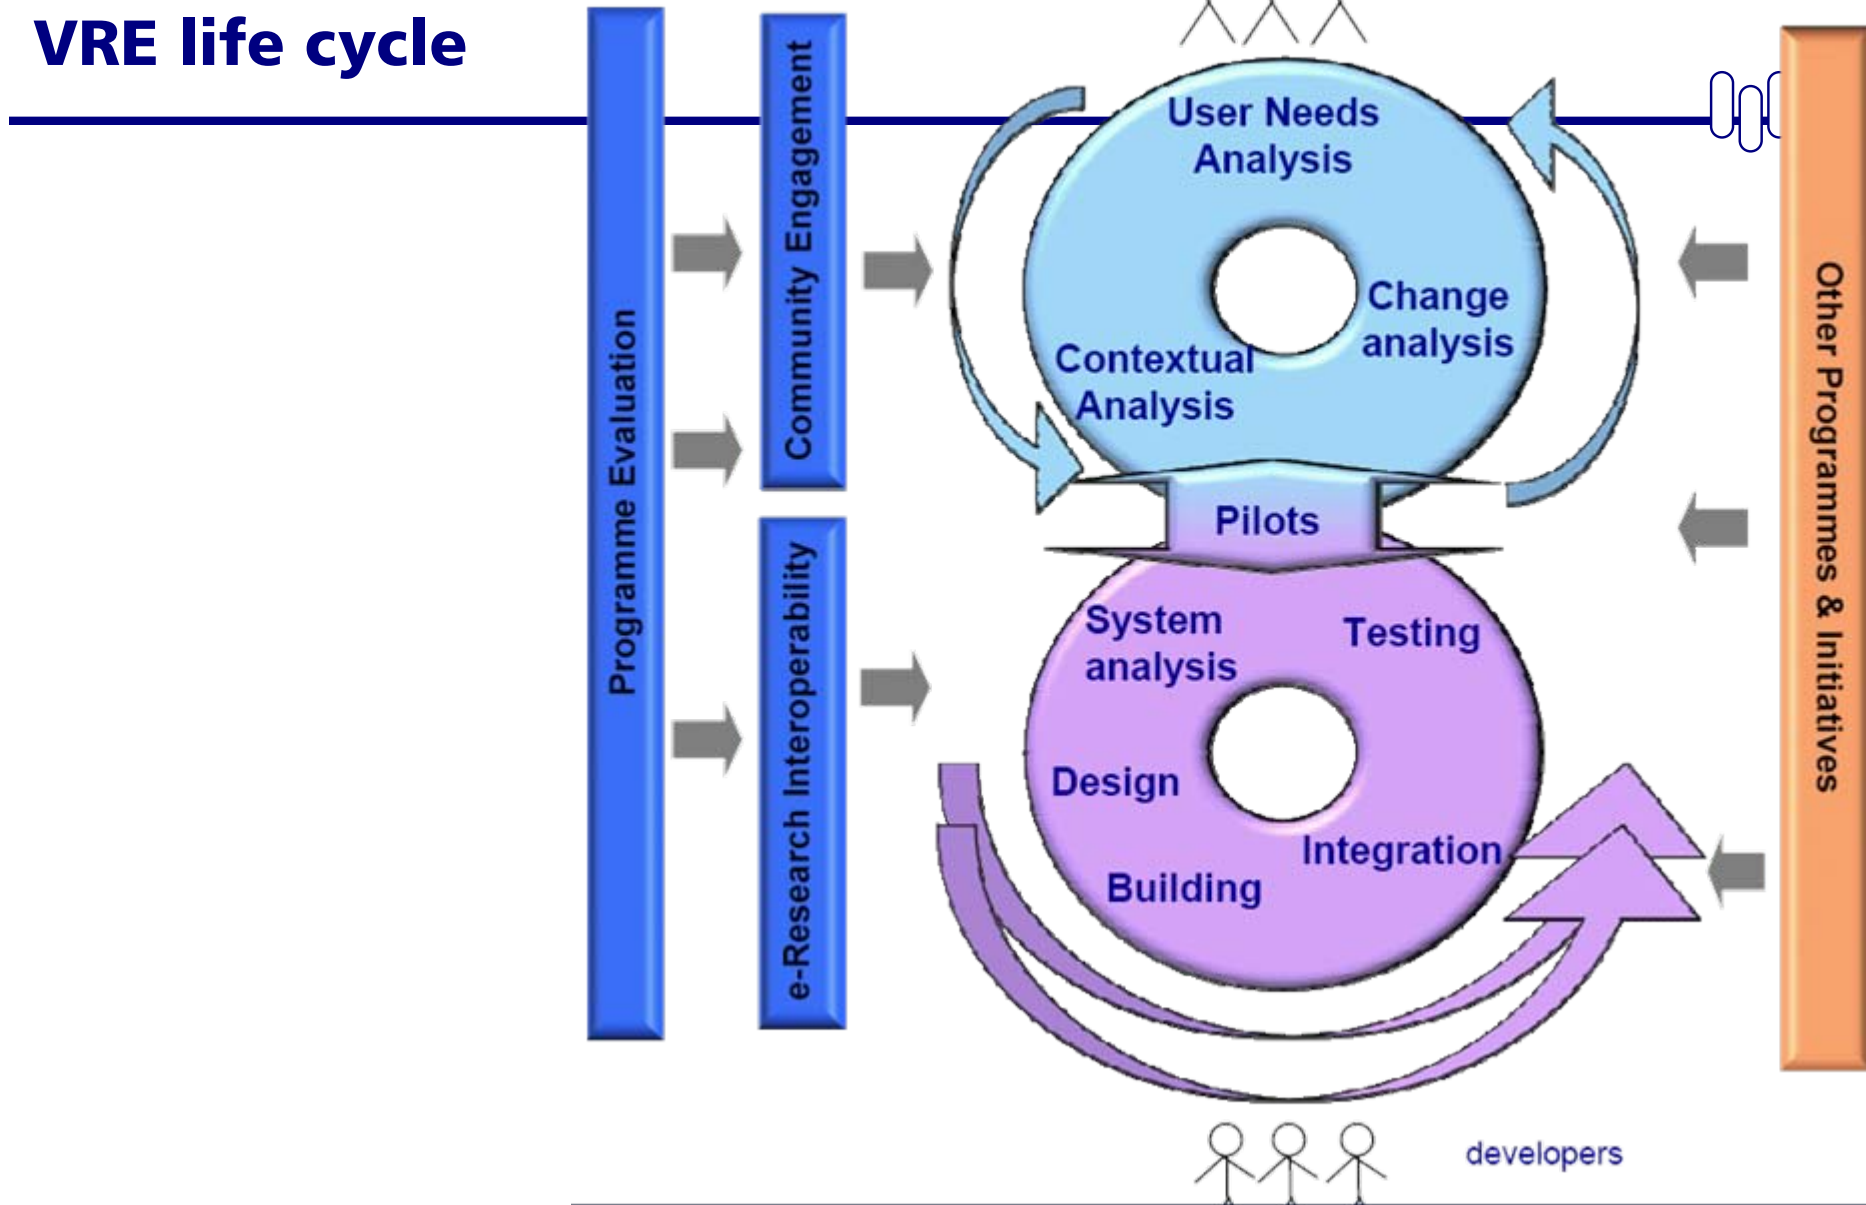 VRE life cycle
Programme Evaluation
Community Engagement
e-Research Interoperability
User Needs
Analysis
Change
analysis
Contextual
Analysis
Pilots
System
analysis
Testing
Design
Integration
Building
Other Programmes & Initiatives
developers